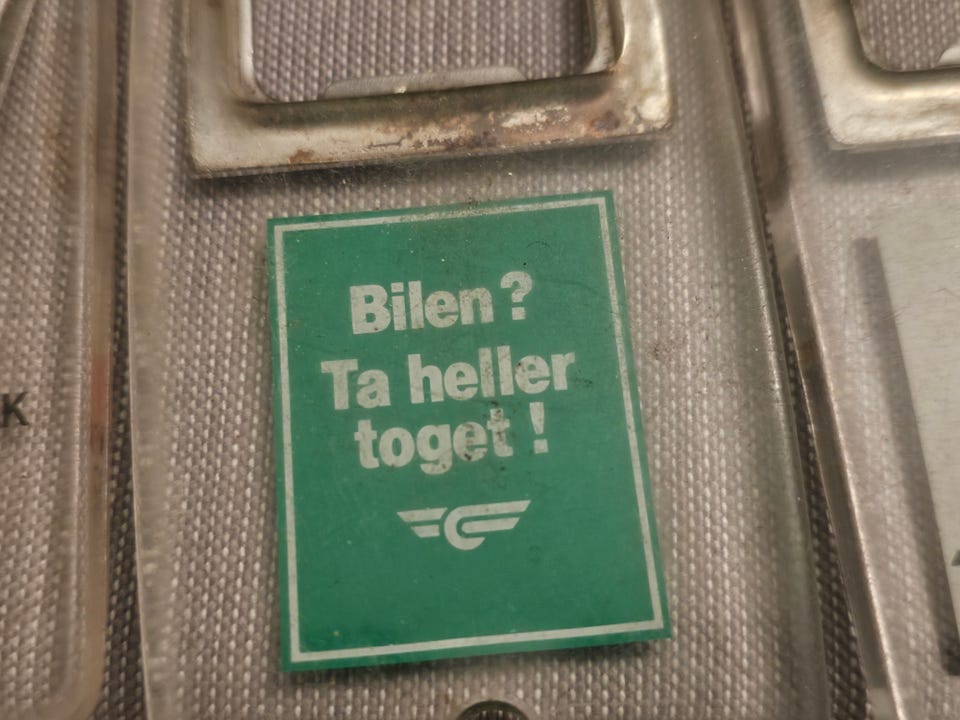 Bilen?
Ta heller
toget!
K